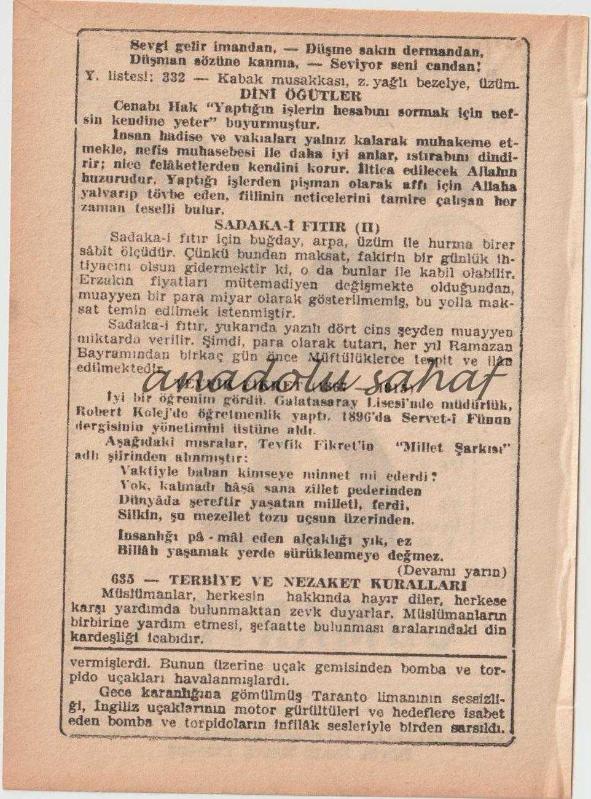 Sevgi gelir imandan, — Düşme sakın dermandan,
Düşman sözüne kanma, — Seviyor seni candan!
Y. listesi: 332 — Kabak musakkası, z. yağlı bezelye, üzüm.
DİNİ ÖĞÜTLER
Cenabı Hak "Yaptığın işlerin hesabını sormak için nef-
sin kendine yeter" buyurmuştur.
İnsan hadise ve vakıaları yalnız kalarak muhakeme et-
mekle, nefis muhasebesi ile daha iyi anlar, ıstırabını dindi-
rir; nice felâketlerden kendini korur. İltica edilecek Allahın
huzurudur. Yaptığı işlerden pişman olarak affı için Allaha
yalvarıp tövbe eden, fiilinin neticelerini tamire çalışan her
zaman teselli bulur.
SADAKA-İ FITIR (II)
Sadaka-i fıtır için buğday, arpa, üzüm ile hurma birer
sâbit ölçüdür. Çünkü bundan maksat, fakirin bir günlük ih-
tiyacını olsun gidermektir ki, o da bunlar ile kabil olabilir.
Erzakın fiyatları mütemadiyen değişmekte olduğundan,
muayyen bir para miyar olarak gösterilmemiş, bu yolla mak-
sat temin edilmek istenmiştir.
Sadaka-i fıtır, yukarıda yazılı dört cins şeyden muayyen
miktarda verilir. Şimdi, para olarak tutarı, her yıl Ramazan
Bayramından birkaç gün önce Müftülüklerce tespit ve ilân
edilmektedir.
anadolu sahaf
TEVFİK FİKRET
İyi bir öğrenim gördü. Galatasaray Lisesi'nde müdürlük,
Robert Kolej'de öğretmenlik yaptı. 1896'da Servet-i Fünun
dergisinin yönetimini üstüne aldı.
Aşağıdaki mısralar, Tevfik Fikret'in "Millet Şarkısı"
adlı şiirinden alınmıştır:
Vaktiyle baban kimseye minnet mi ederdi?
Yok, kalmadı hâşâ sana zillet pederinden
Dünyâda şereftir yaşatan milleti, ferdi,
Silkin, şu mezellet tozu uçsun üzerinden.
İnsanlığı pâ - mâl eden alçaklığı yık, ez
Billâh yaşamak yerde sürüklenmeye değmez.
(Devamı yarın)
635 — TERBİYE VE NEZAKET KURALLARI
Müslümanlar, herkesin hakkında hayır diler, herkese
karşı yardımda bulunmaktan zevk duyarlar. Müslümanların
birbirine yardım etmesi, şefaatte bulunması aralarındaki din
kardeşliği icabıdır.
vermişlerdi. Bunun üzerine uçak gemisinden bomba ve tor-
pido uçakları havalanmışlardı.
Gece karanlığına gömülmüş Taranto limanının sessizli-
ği, İngiliz uçaklarının motor gürültüleri ve hedeflere isabet
eden bomba ve torpidoların infilâk sesleriyle birden sarsıldı.